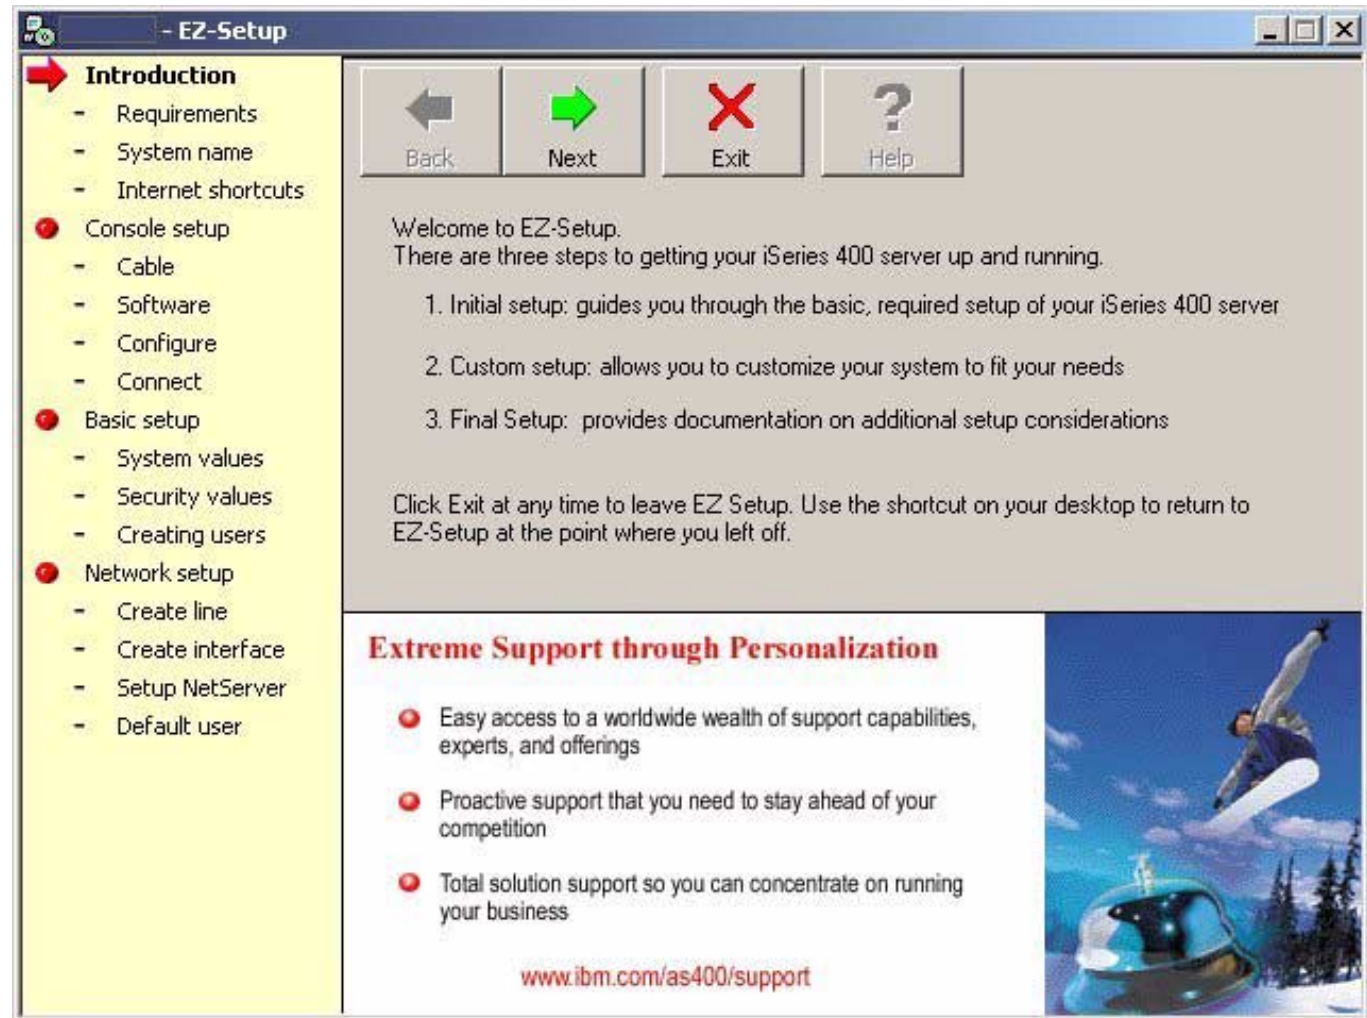 - EZ-Setup
Introduction
- Requirements
- System name
- Internet shortcuts
Console setup
- Cable
- Software
- Configure
- Connect
Basic setup
- System values
- Security values
- Creating users
Network setup
- Create line
- Create interface
- Setup NetServer
- Default user
Back
Next
Exit
?
Help
Welcome to EZ-Setup.
There are three steps to getting your iSeries 400 server up and running.
1. Initial setup: guides you through the basic, required setup of your iSeries 400 server
2. Custom setup: allows you to customize your system to fit your needs
3. Final Setup: provides documentation on additional setup considerations
Click Exit at any time to leave EZ Setup. Use the shortcut on your desktop to return to
EZ-Setup at the point where you left off.
Extreme Support through Personalization
Easy access to a worldwide wealth of support capabilities,
experts, and offerings
Proactive support that you need to stay ahead of your
competition
Total solution support so you can concentrate on running
your business
www.ibm.com/as400/support